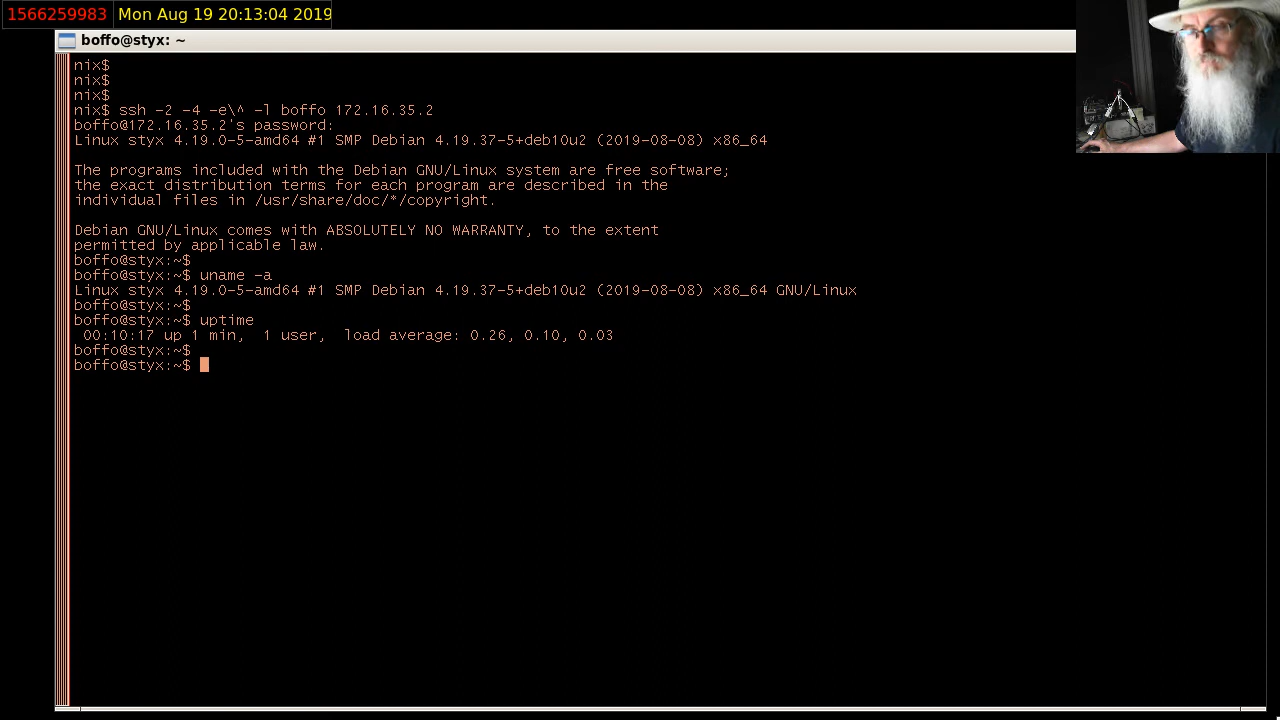 1566259983 Mon Aug 19 20:13:04 2019
boffo@styx: ~
nix$
nix$
nix$
nix$ ssh -2 -4 -e\^ -l boffo 172.16.35.2
boffo@172.16.35.2's password:
Linux styx 4.19.0-5-amd64 #1 SMP Debian 4.19.37-5+deb10u2 (2019-08-08) x86_64
The programs included with the Debian GNU/Linux system are free software;
the exact distribution terms for each program are described in the
individual files in /usr/share/doc/*/copyright.
Debian GNU/Linux comes with ABSOLUTELY NO WARRANTY, to the extent
permitted by applicable law.
boffo@styx:~$
boffo@styx:~$ uname -a
Linux styx 4.19.0-5-amd64 #1 SMP Debian 4.19.37-5+deb10u2 (2019-08-08) x86_64 GNU/Linux
boffo@styx:~$
boffo@styx:~$ uptime
00:10:17 up 1 min,  1 user,  load average: 0.26, 0.10, 0.03
boffo@styx:~$
boffo@styx:~$